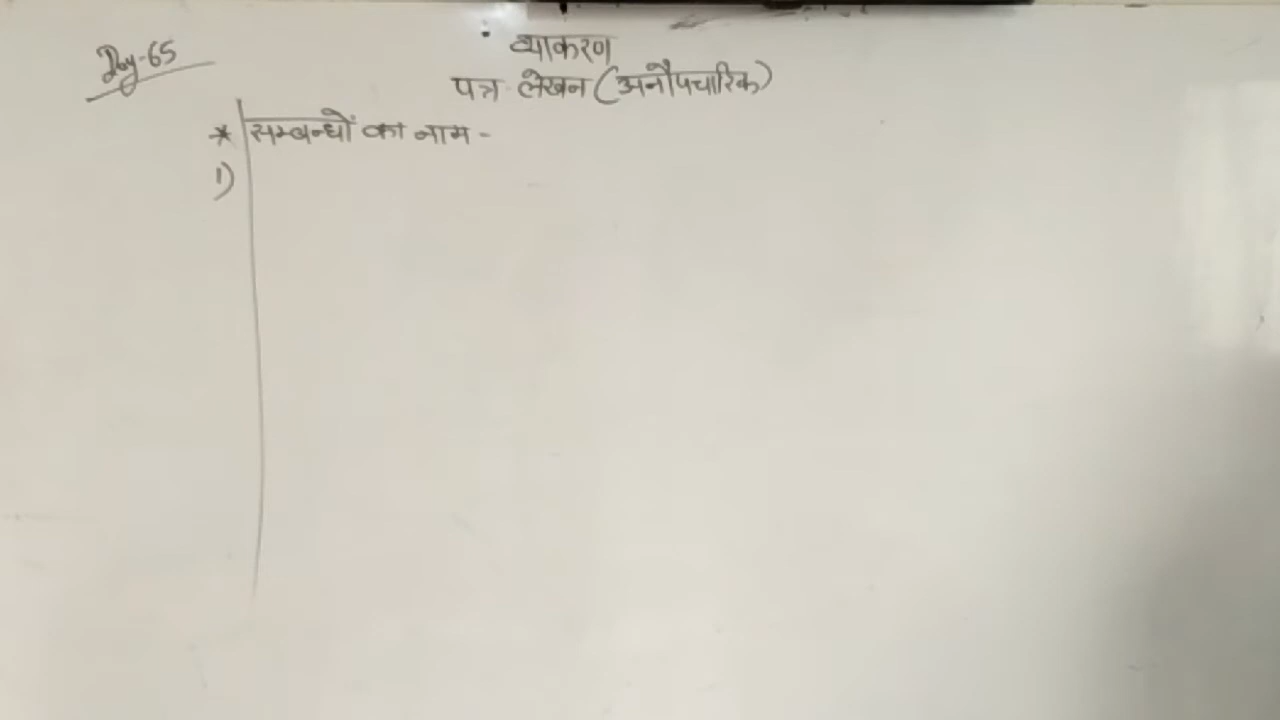 Day-65
व्याकरण
पत्र लेखन (अनौपचारिक)
* सम्बन्धों का नाम -
1)